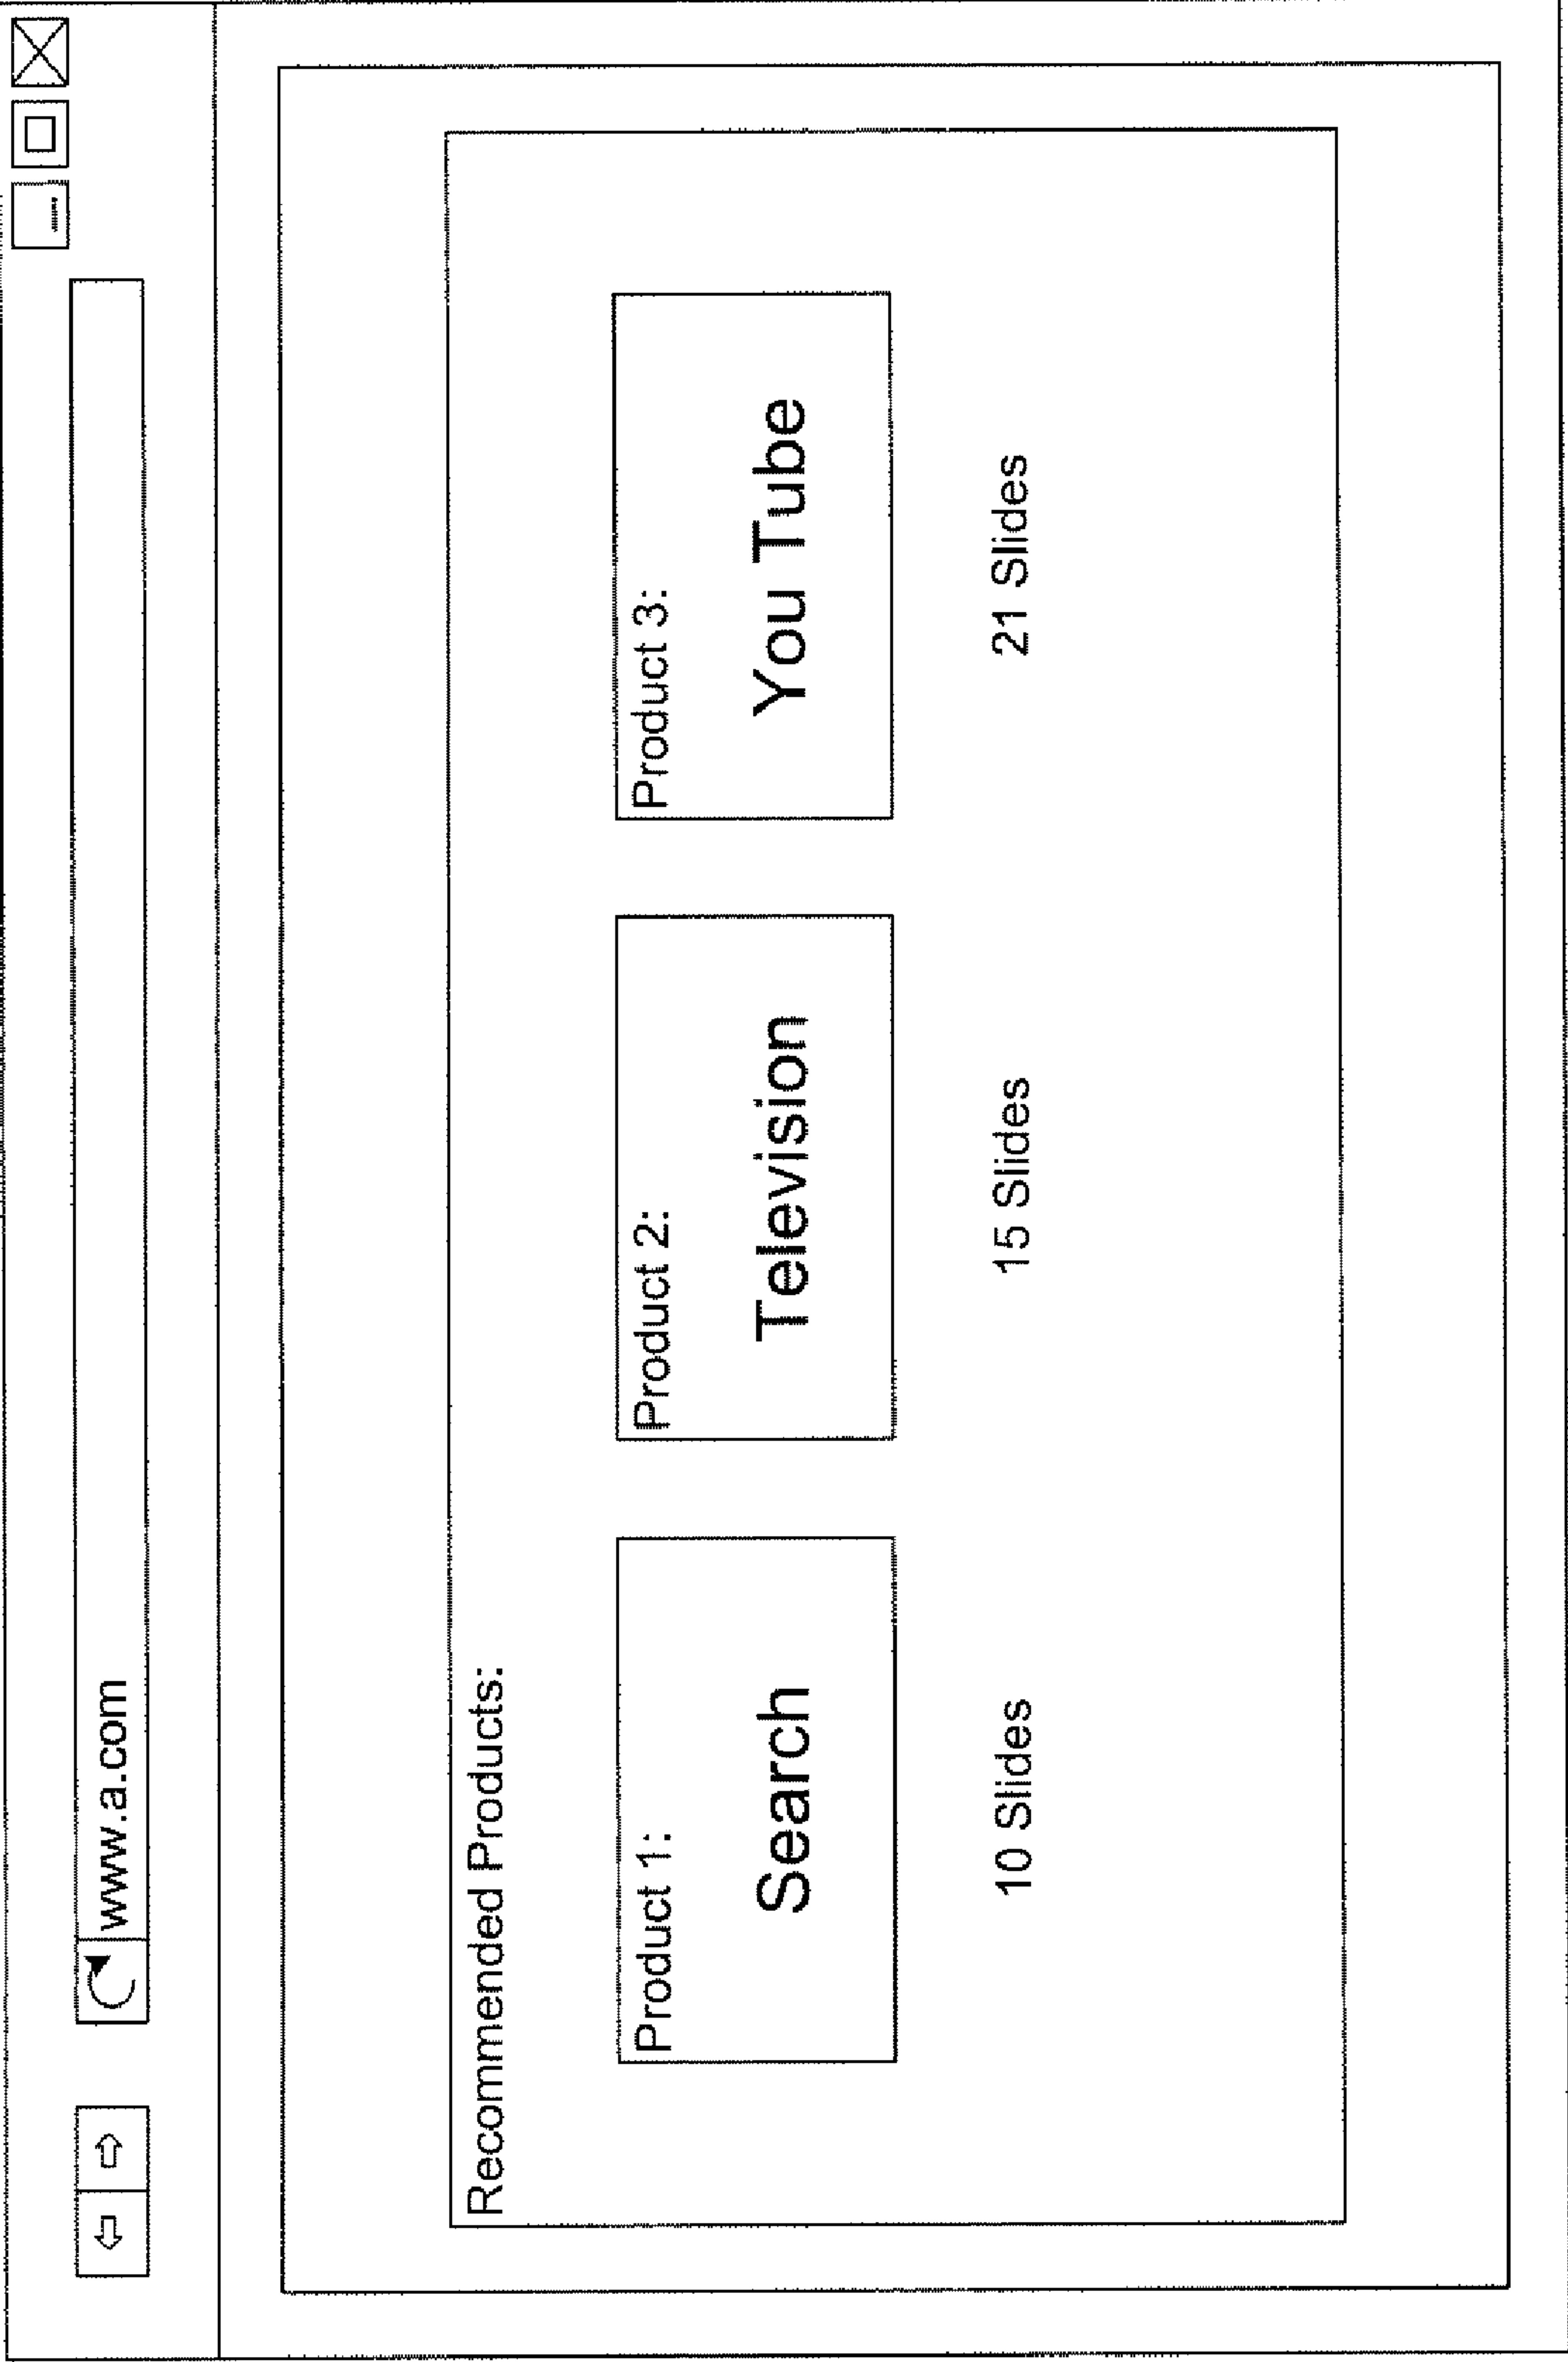 www.a.com
Recommended Products:
Product 1:
Search
10 Slides
Product 2:
Television
15 Slides
Product 3:
You Tube
21 Slides